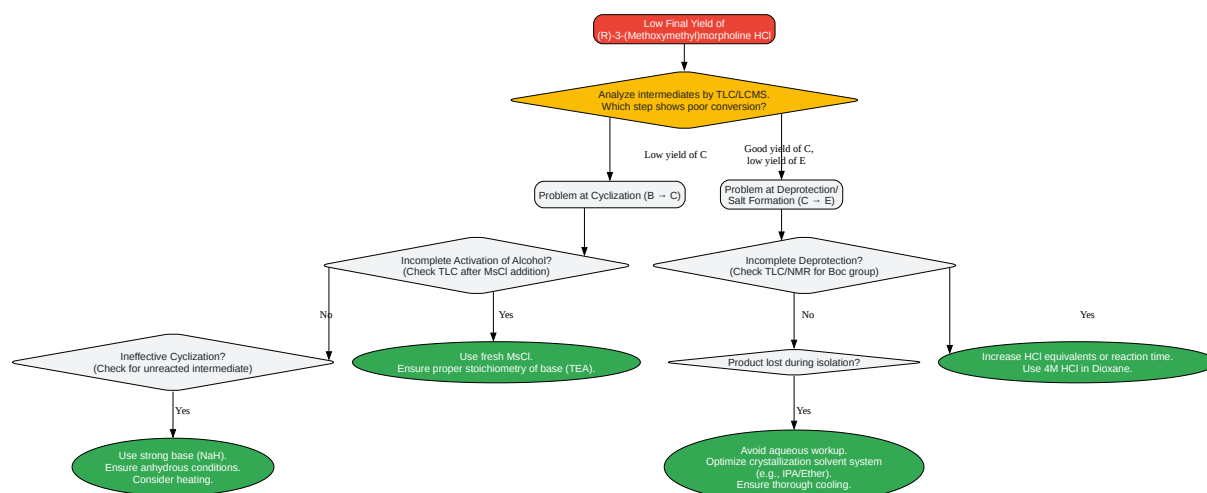 Low Final Yield of
(R)-3-(Methoxymethyl)morpholine HCl
Analyze intermediates by TLC/LCMS.
Which step shows poor conversion?
Low yield of C
Good yield of C,
low yield of E
Problem at Cyclization (B → C)
Problem at Deprotection/
Salt Formation (C → E)
Incomplete Activation of Alcohol?
(Check TLC after MsCl addition)
Incomplete Deprotection?
(Check TLC/NMR for Boc group)
No
Yes
No
Yes
Ineffective Cyclization?
(Check for unreacted intermediate)
Use fresh MsCl.
Ensure proper stoichiometry of base (TEA).
Product lost during isolation?
Increase HCl equivalents or reaction time.
Use 4M HCl in Dioxane.
Yes
Yes
Use strong base (NaH).
Ensure anhydrous conditions.
Consider heating.
Avoid aqueous workup.
Optimize crystallization solvent system
(e.g., IPA/Ether).
Ensure thorough cooling.